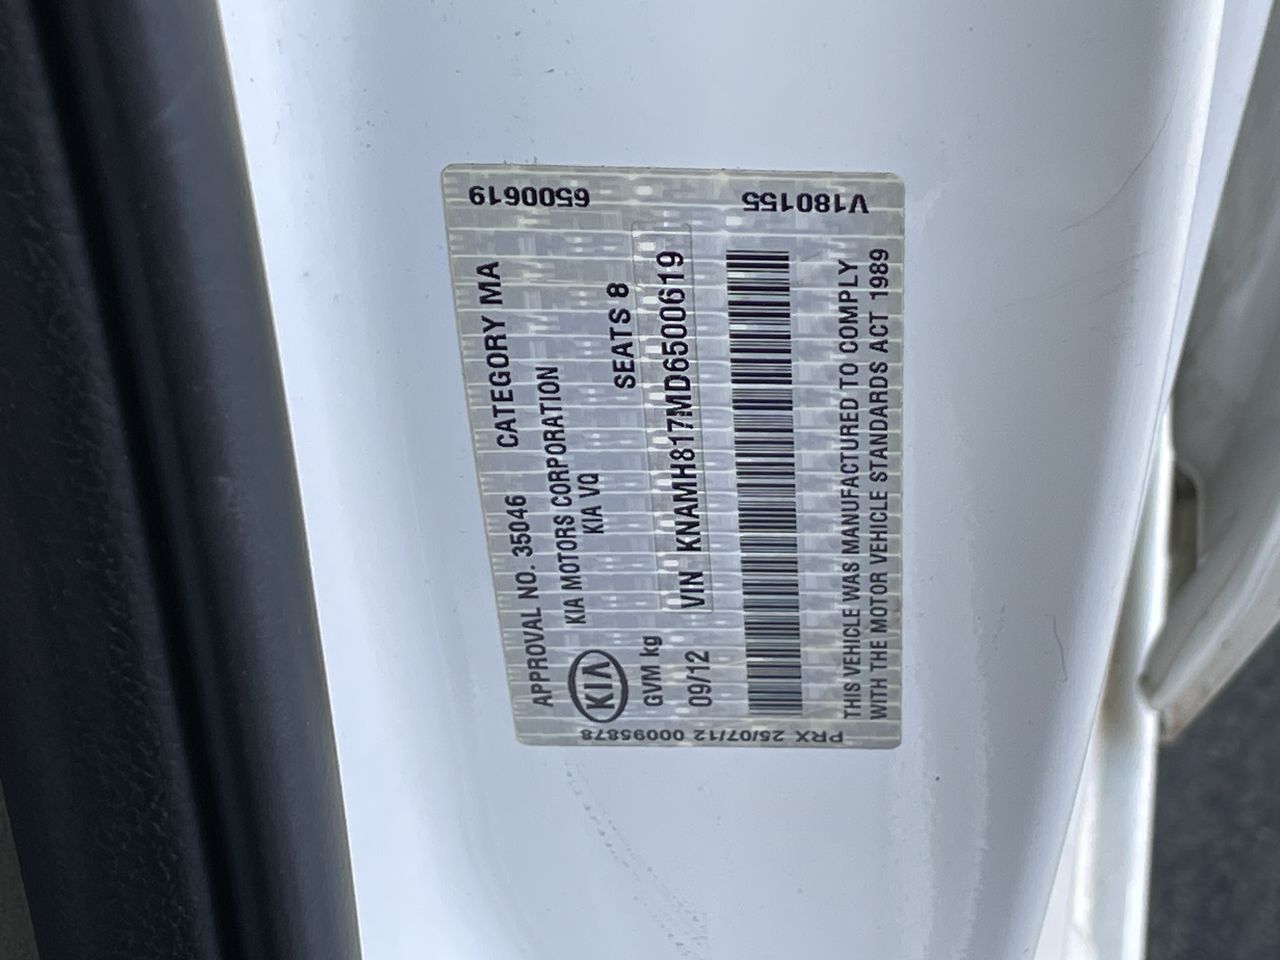 APPROVAL NO. 35046 CATEGORY MA
KIA MOTORS CORPORATION
KIA VQ
KIA
SEATS 8
GVM kg
09/12 VIN KNAMH817MD6500619
THIS VEHICLE WAS MANUFACTURED TO COMPLY
WITH THE MOTOR VEHICLE STANDARDS ACT 1989
6500619
V180155
PRX 25/07/12 00095878